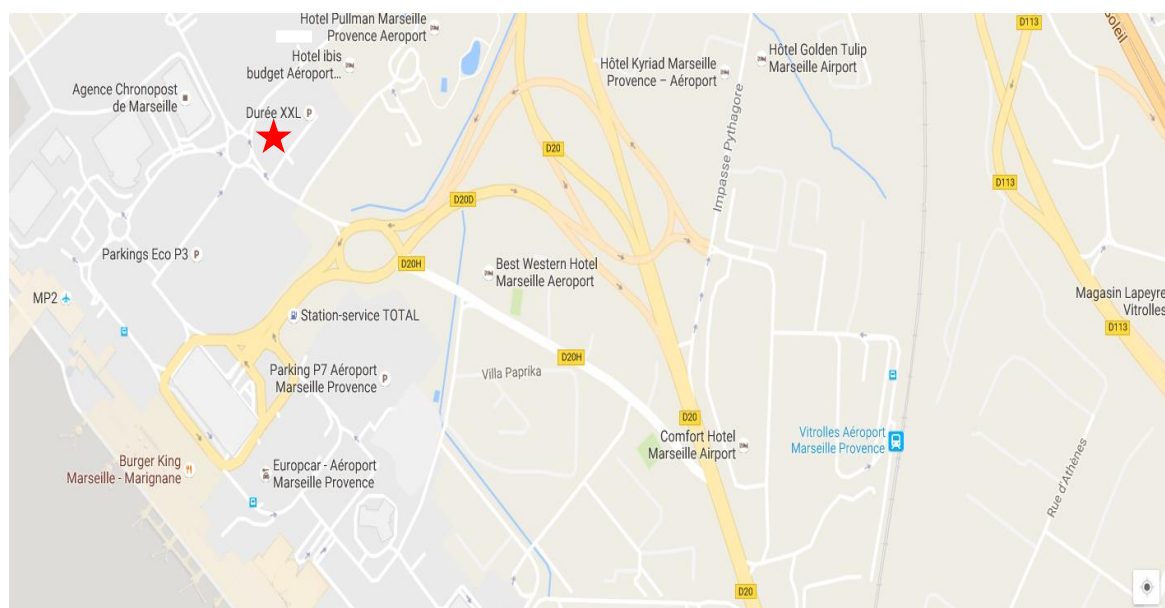 Hotel Pullman Marseille
Provence Aeroport
D113
Soleil
Hotel ibis
budget Aéroport...
Hôtel Kyriad Marseille
Provence – Aéroport
Hôtel Golden Tulip
Marseille Airport
Agence Chronopost
de Marseille
Durée XXL
P
Impasse Pythagore
D20
D113
D20D
Parkings Eco P3
P
D20H
Best Western Hotel
Marseille Aeroport
MP2
Magasin Lapeyre
Vitrolles
Station-service TOTAL
D113
D20H
Parking P7 Aéroport
Marseille Provence
P
Villa Paprika
D20
Comfort Hotel
Marseille Airport
Vitrolles Aéroport
Marseille Provence
Burger King
Marseille - Marignane
Europcar - Aéroport
Marseille Provence
Rue d'Athènes
D20